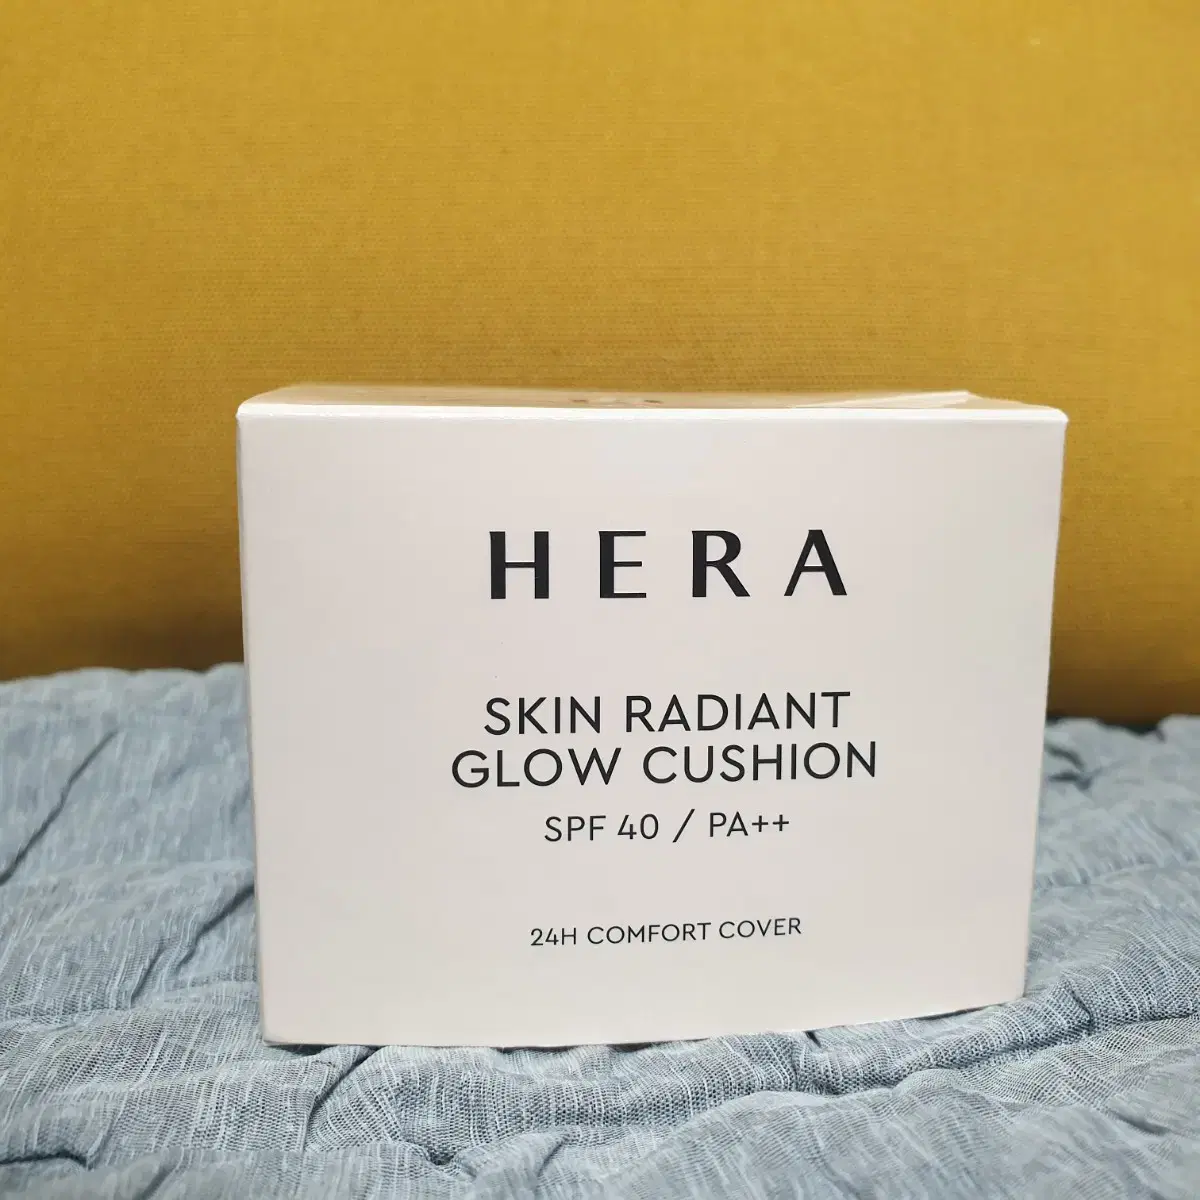 HERA
SKIN RADIANT
GLOW CUSHION
SPF 40 / PA++
24H COMFORT COVER